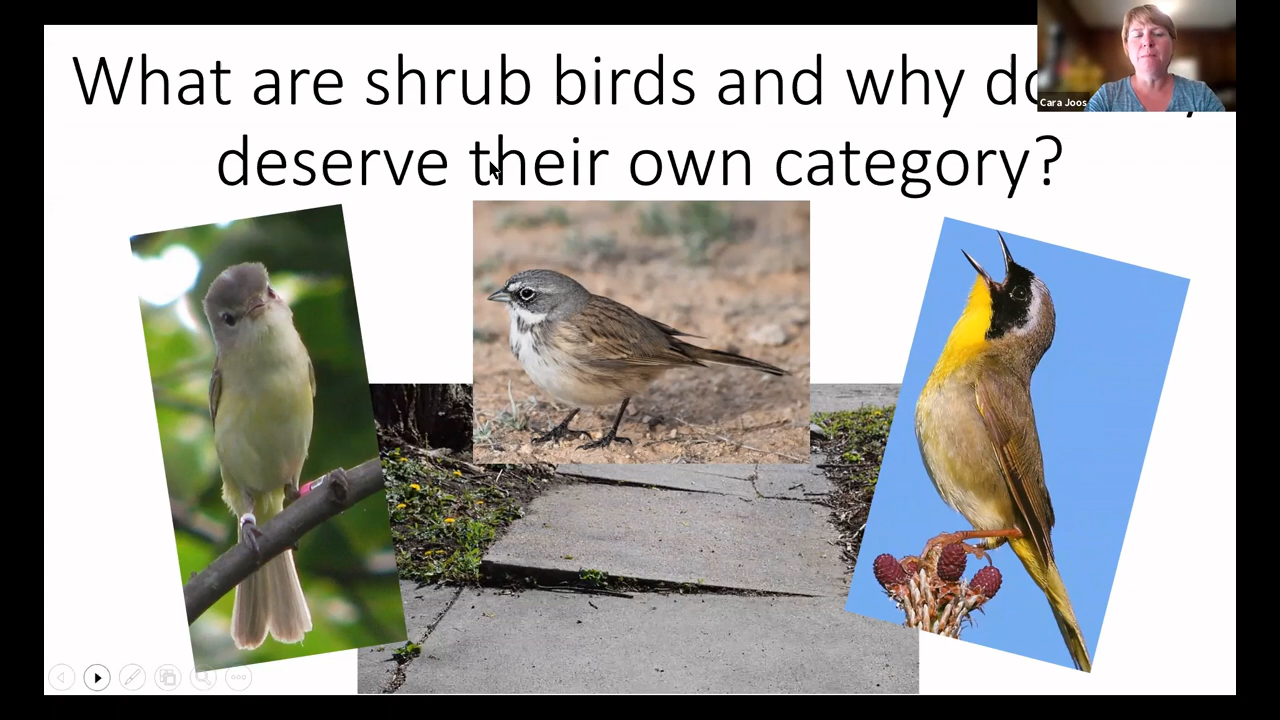 What are shrub birds and why do
deserve their own category?
Cara Joos